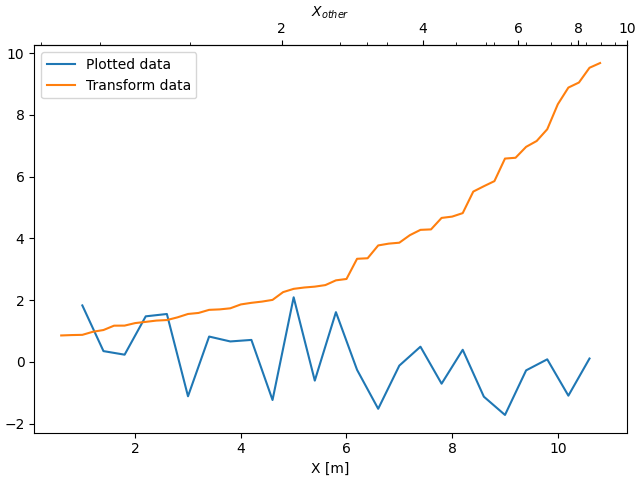 X_other
2 4 6 8 10
Plotted data
Transform data
10
8
6
4
2
0
−2
2 4 6 8 10
X [m]